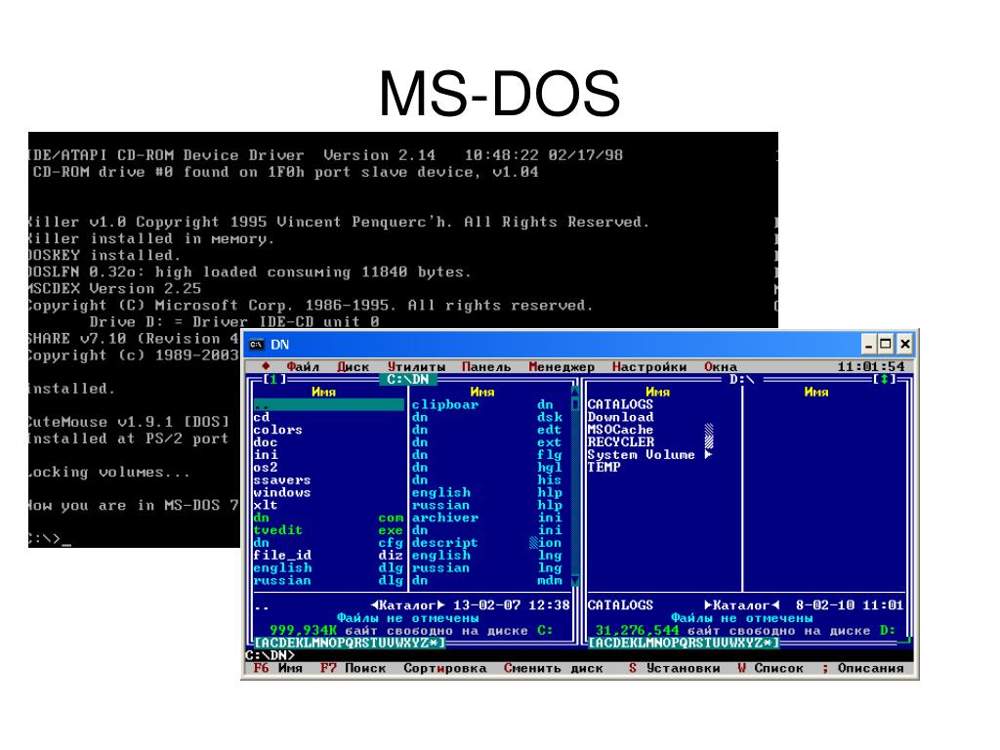 MS-DOS
IDE/ATAPI CD-ROM Device Driver Version 2.14 10:48:22 02/17/98
CD-ROM drive #0 found on 1F0h port slave device, v1.04
Killer v1.0 Copyright 1995 Vincent Penquerc'h. All Rights Reserved.
Killer installed in memory.
DOSKEY installed.
DOSLFN 0.32o: high loaded consuming 11840 bytes.
MSCDEX Version 2.25
Copyright (C) Microsoft Corp. 1986-1995. All rights reserved.
Drive D: = Driver IDE-CD unit 0
SHARE v7.10 (Revision 4
Copyright (c) 1989-2003
installed.
CuteMouse v1.9.1 [DOS]
Installed at PS/2 port
Locking volumes...
Now you are in MS-DOS 7
C:\>_
DN
Файл Диск Утилиты Панель Менеджер Настройки Окна 11:01:54
[1] C:\DN D:\ [↕]
Имя Имя Имя Имя
.. clipboar dn CATALOGS
cd dn dsk Download
colors dn edt MSOCache
doc dn ext RECYCLER
ini dn flg System Volume ►
os2 dn hgl TEMP
ssavers dn his
windows english hlp
xlt russian hlp
dn com archiver ini
tvedit exe dn ini
dn cfg descript ion
file_id diz english lng
english dlg russian lng
russian dlg dn mdm
.. ◄Каталог► 13-02-07 12:38 CATALOGS ►Каталог◄ 8-02-10 11:01
Файлы не отмечены Файлы не отмечены
999,934K байт свободно на диске C: 31,276,544 байт свободно на диске D:
[ACDEKLMNOPQRSTUVWXYZ*] [ACDEKLMNOPQRSTUVWXYZ*]
C:\DN>
F6 Имя F7 Поиск Сортировка Сменить диск S Установки W Список ; Описания